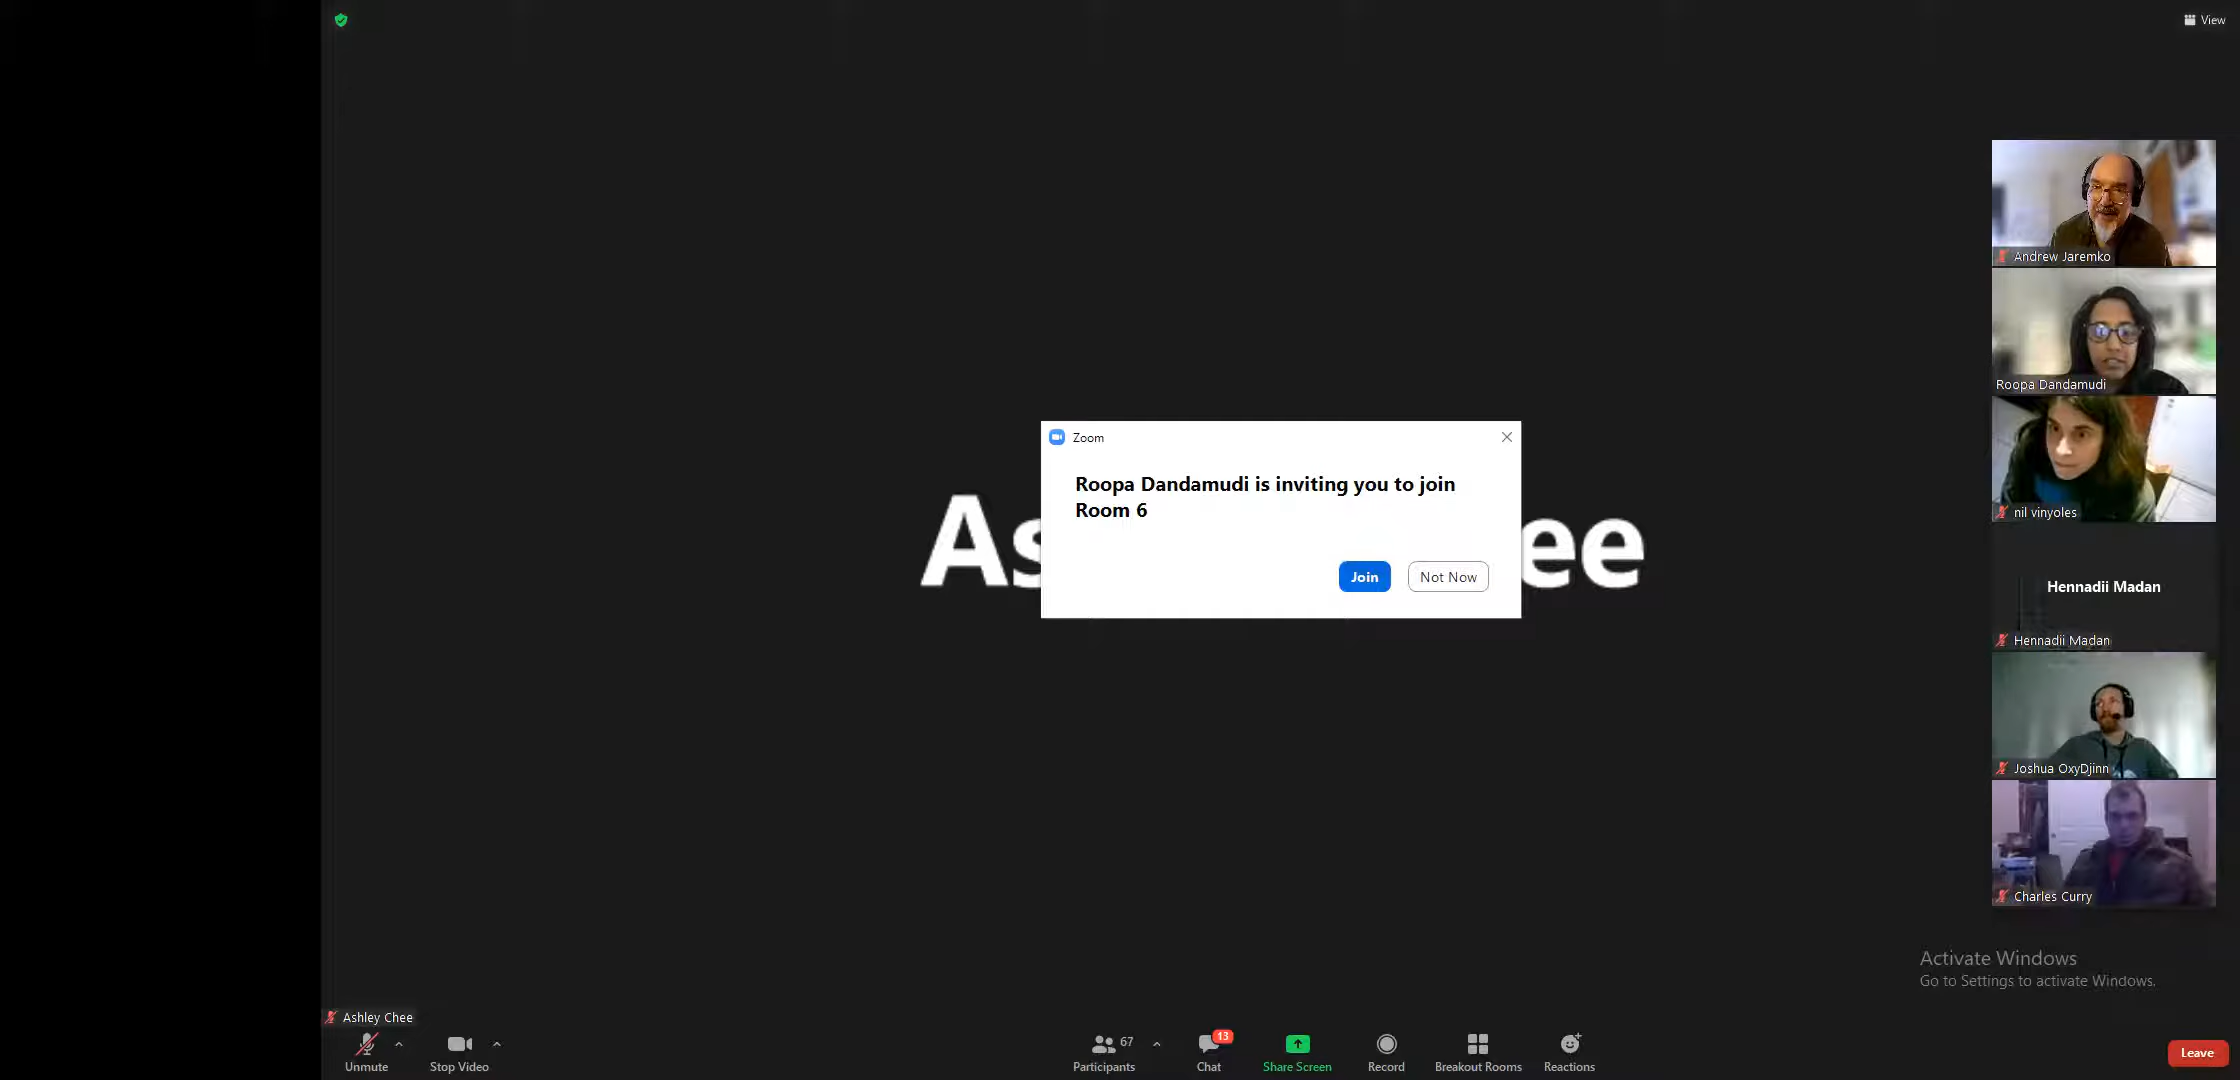 View
Andrew Jaremko
Roopa Dandamudi
nil vinyoles
Zoom
Roopa Dandamudi is inviting you to join
Room 6
Join
Not Now
As
ee
Hennadii Madan
Hennadii Madan
Joshua OxyDjinn
Charles Curry
Activate Windows
Go to Settings to activate Windows.
Ashley Chee
Unmute
Stop Video
67
Participants
13
Chat
Share Screen
Record
Breakout Rooms
Reactions
Leave